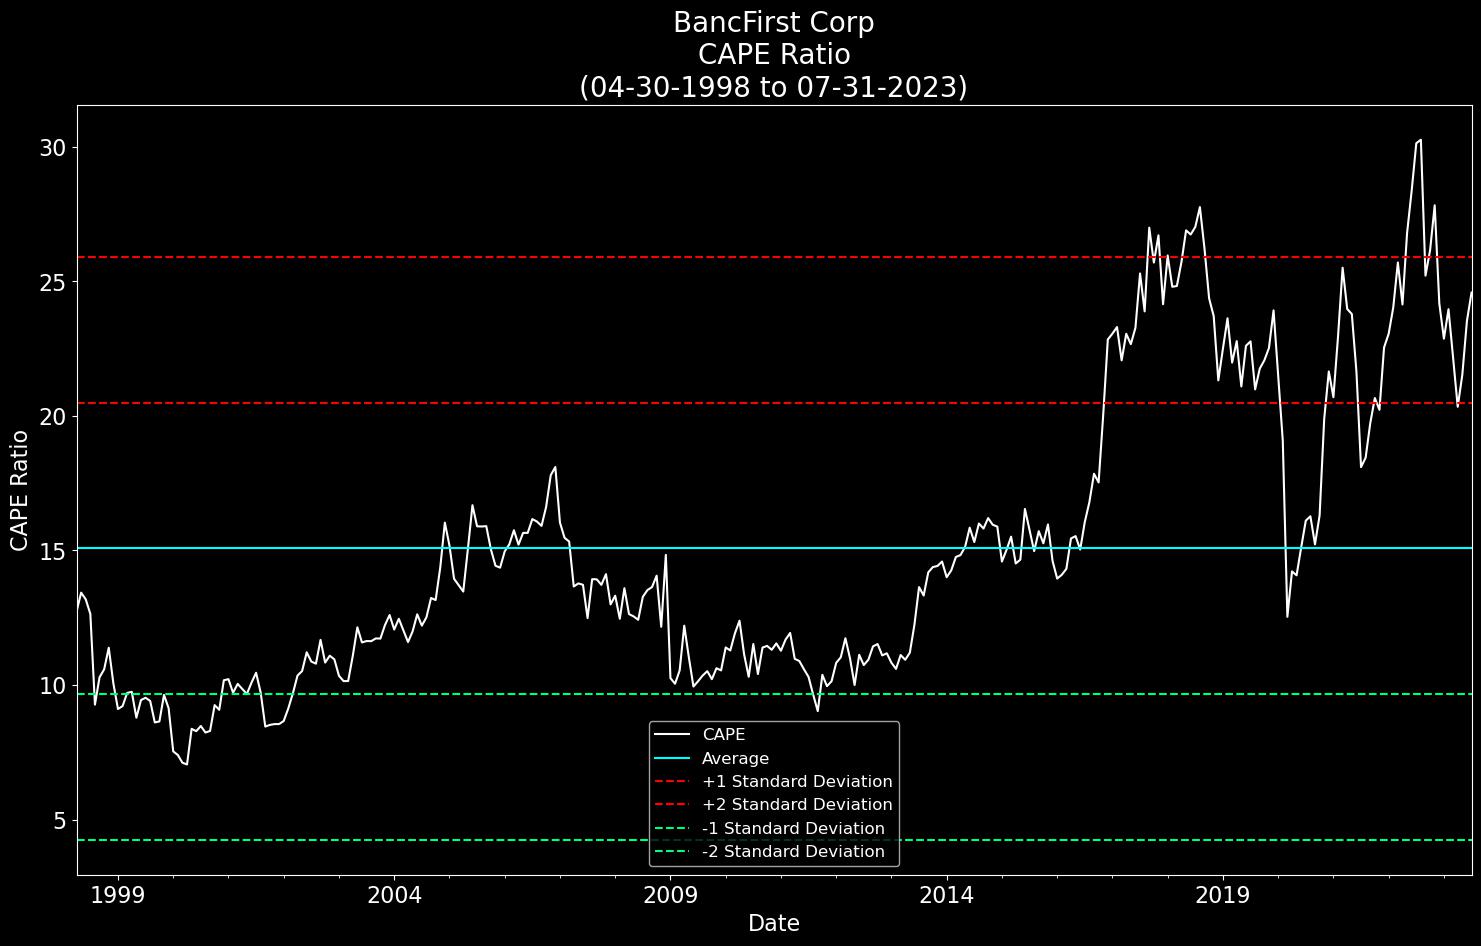 BancFirst Corp
CAPE Ratio
(04-30-1998 to 07-31-2023)
30
25
20
15
10
5
CAPE Ratio
CAPE
Average
+1 Standard Deviation
+2 Standard Deviation
-1 Standard Deviation
-2 Standard Deviation
1999
2004
2009
2014
2019
Date